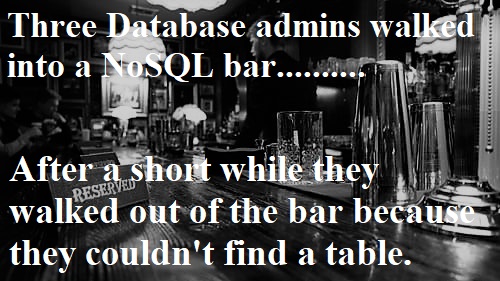 Three Database admins walked
into a NoSQL bar..........
After a short while they
RESERVED
walked out of the bar because
they couldn't find a table.